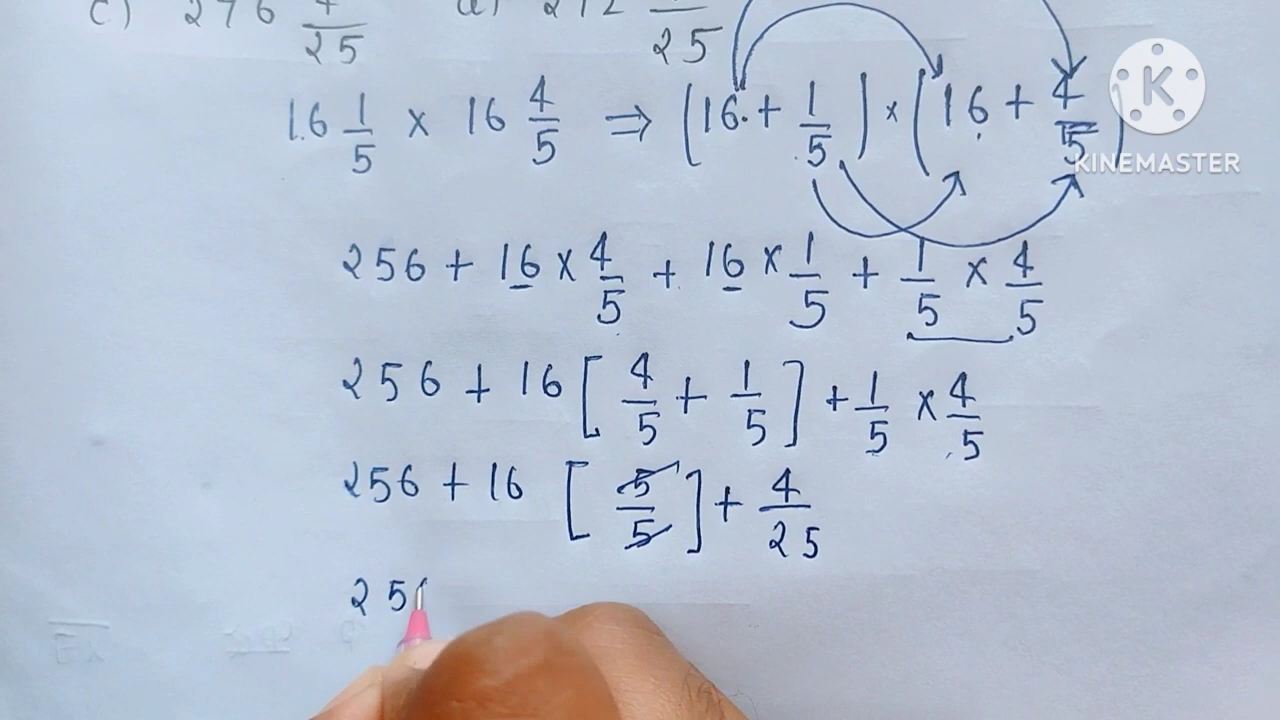 c) 276 4/25 d) 272 /25
16 1/5 × 16 4/5 ⇒ (16 + 1/5) × (16 + 4/5)
K
KINEMASTER
256 + 16 × 4/5 + 16 × 1/5 + 1/5 × 4/5
256 + 16 [4/5 + 1/5] + 1/5 × 4/5
256 + 16 [5/5] + 4/25
256
Ex